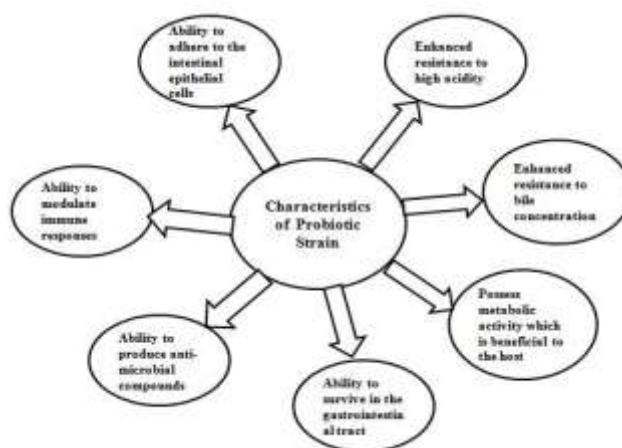 Ability to
adhere to the
intestinal
epithelial
cells
Enhanced
resistance to
high acidity
Enhanced
resistance to
bile
concentration
Possess
metabolic
activity which
is beneficial to
the host
Ability to
survive in the
gastrointestin
al tract
Ability to
produce anti-
microbial
compounds
Ability to
modulate
immune
responses
Characteristics
of Probiotic
Strain